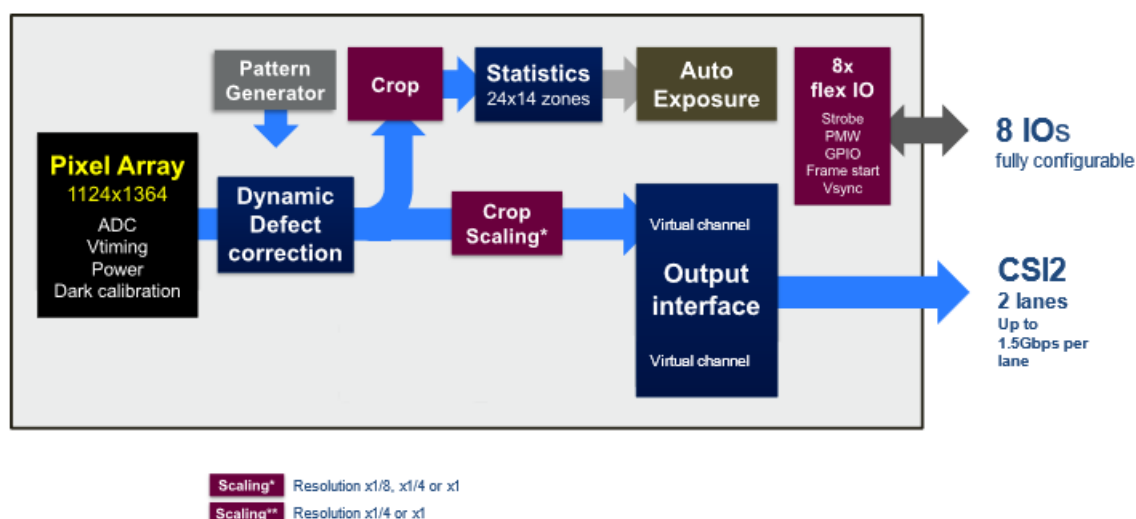 Pattern
Generator
Crop
Statistics
24x14 zones
Auto
Exposure
8x
flex IO
Strobe
PMW
GPIO
Frame start
Vsync
8 IOs
fully configurable
Pixel Array
1124x1364
ADC
Vtiming
Power
Dark calibration
Dynamic
Defect
correction
Crop
Scaling*
Virtual channel
Output
interface
Virtual channel
CSI2
2 lanes
Up to
1.5Gbps per
lane
Scaling* Resolution x1/8, x1/4 or x1
Scaling** Resolution x1/4 or x1